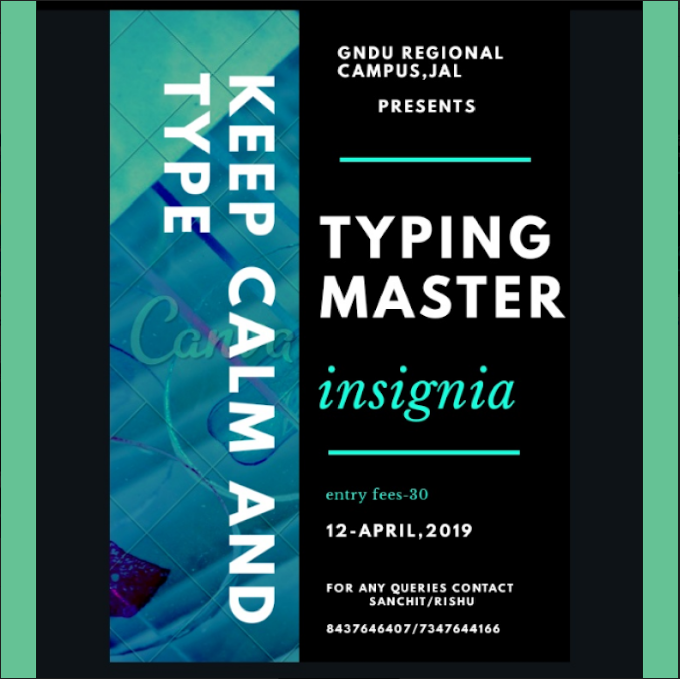 KEEP CALM AND
TYPE
Canva
GNDU REGIONAL
CAMPUS,JAL
PRESENTS
TYPING
MASTER
insignia
entry fees-30
12-APRIL,2019
FOR ANY QUERIES CONTACT
SANCHIT/RISHU
8437646407/7347644166